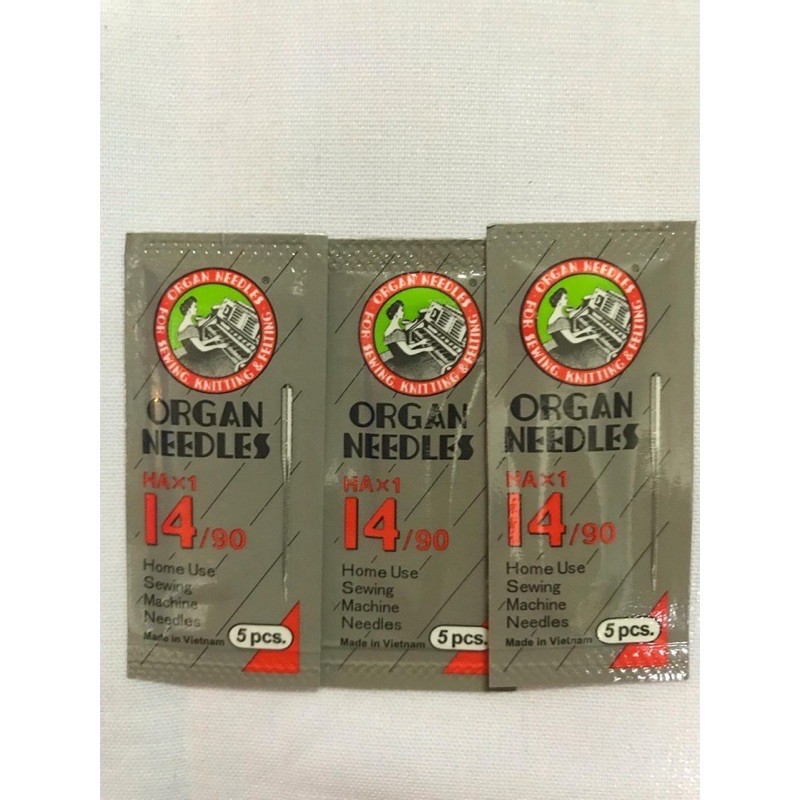 ORGAN NEEDLES ®
FOR SEWING, KNITTING & FELTING
ORGAN
NEEDLES
HA×1
14/90
Home Use
Sewing
Machine
Needles
Made in Vietnam
5 pcs.
ORGAN NEEDLES ®
FOR SEWING, KNITTING & FELTING
ORGAN
NEEDLES
HA×1
14/90
Home Use
Sewing
Machine
Needles
Made in Vietnam
5 pcs.
ORGAN NEEDLES ®
FOR SEWING, KNITTING & FELTING
ORGAN
NEEDLES
HA×1
14/90
Home Use
Sewing
Machine
Needles
Made in Vietnam
5 pcs.